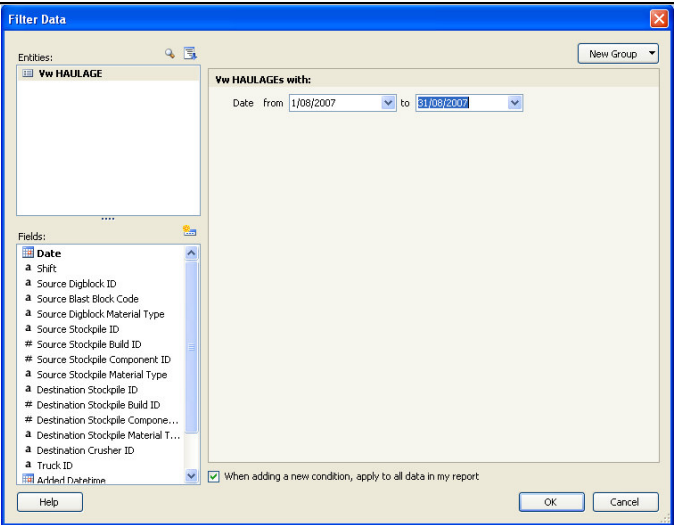 Filter Data
Entities:
New Group
Vw HAULAGE
Vw HAULAGEs with:
Date from 1/08/2007 to 31/08/2007
Fields:
Date
a Shift
a Source Digblock ID
a Source Blast Block Code
a Source Digblock Material Type
a Source Stockpile ID
# Source Stockpile Build ID
# Source Stockpile Component ID
a Source Stockpile Material Type
a Destination Stockpile ID
# Destination Stockpile Build ID
# Destination Stockpile Compone...
a Destination Stockpile Material T...
a Destination Crusher ID
a Truck ID
Added Datetime
When adding a new condition, apply to all data in my report
Help
OK
Cancel